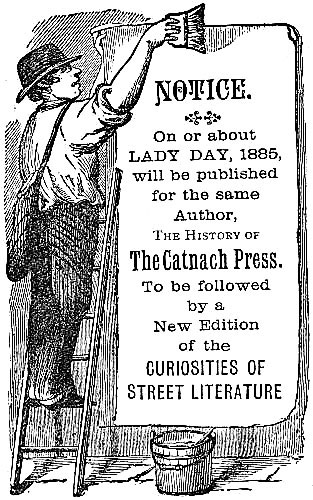 NOTICE.
On or about
LADY DAY, 1885,
will be published
for the same
Author,
THE HISTORY OF
The Catnach Press.
To be followed
by a
New Edition
of the
CURIOSITIES OF
STREET LITERATURE